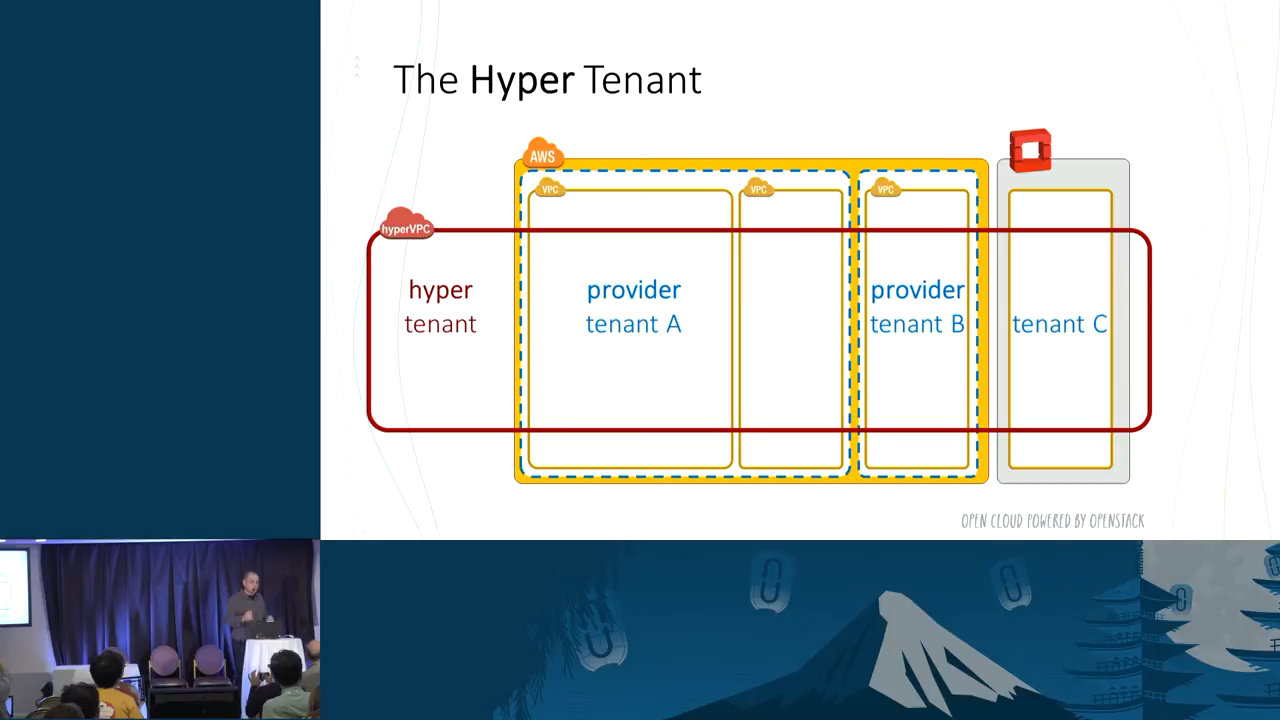 The Hyper Tenant
AWS
VPC
VPC
VPC
hyperVPC
hyper
tenant
provider
tenant A
provider
tenant B
tenant C
OPEN CLOUD POWERED BY OPENSTACK